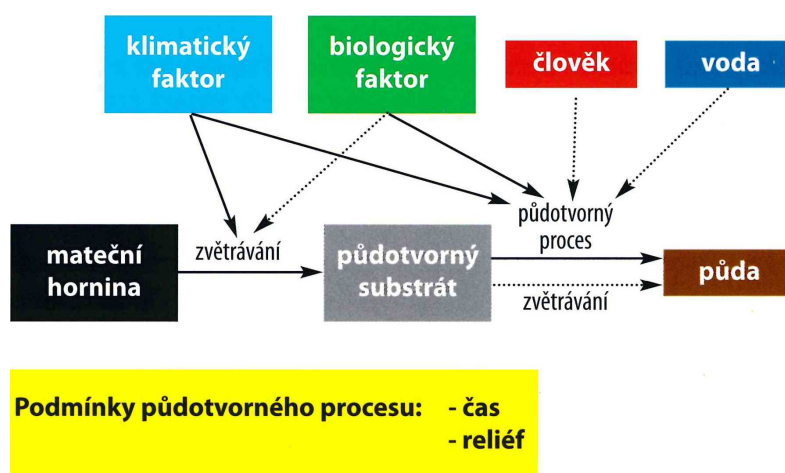 klimatický
faktor
biologický
faktor
člověk
voda
mateční
hornina
zvětrávání
půdotvorný
substrát
půdotvorný
proces
zvětrávání
půda
Podmínky půdotvorného procesu: - čas
- reliéf